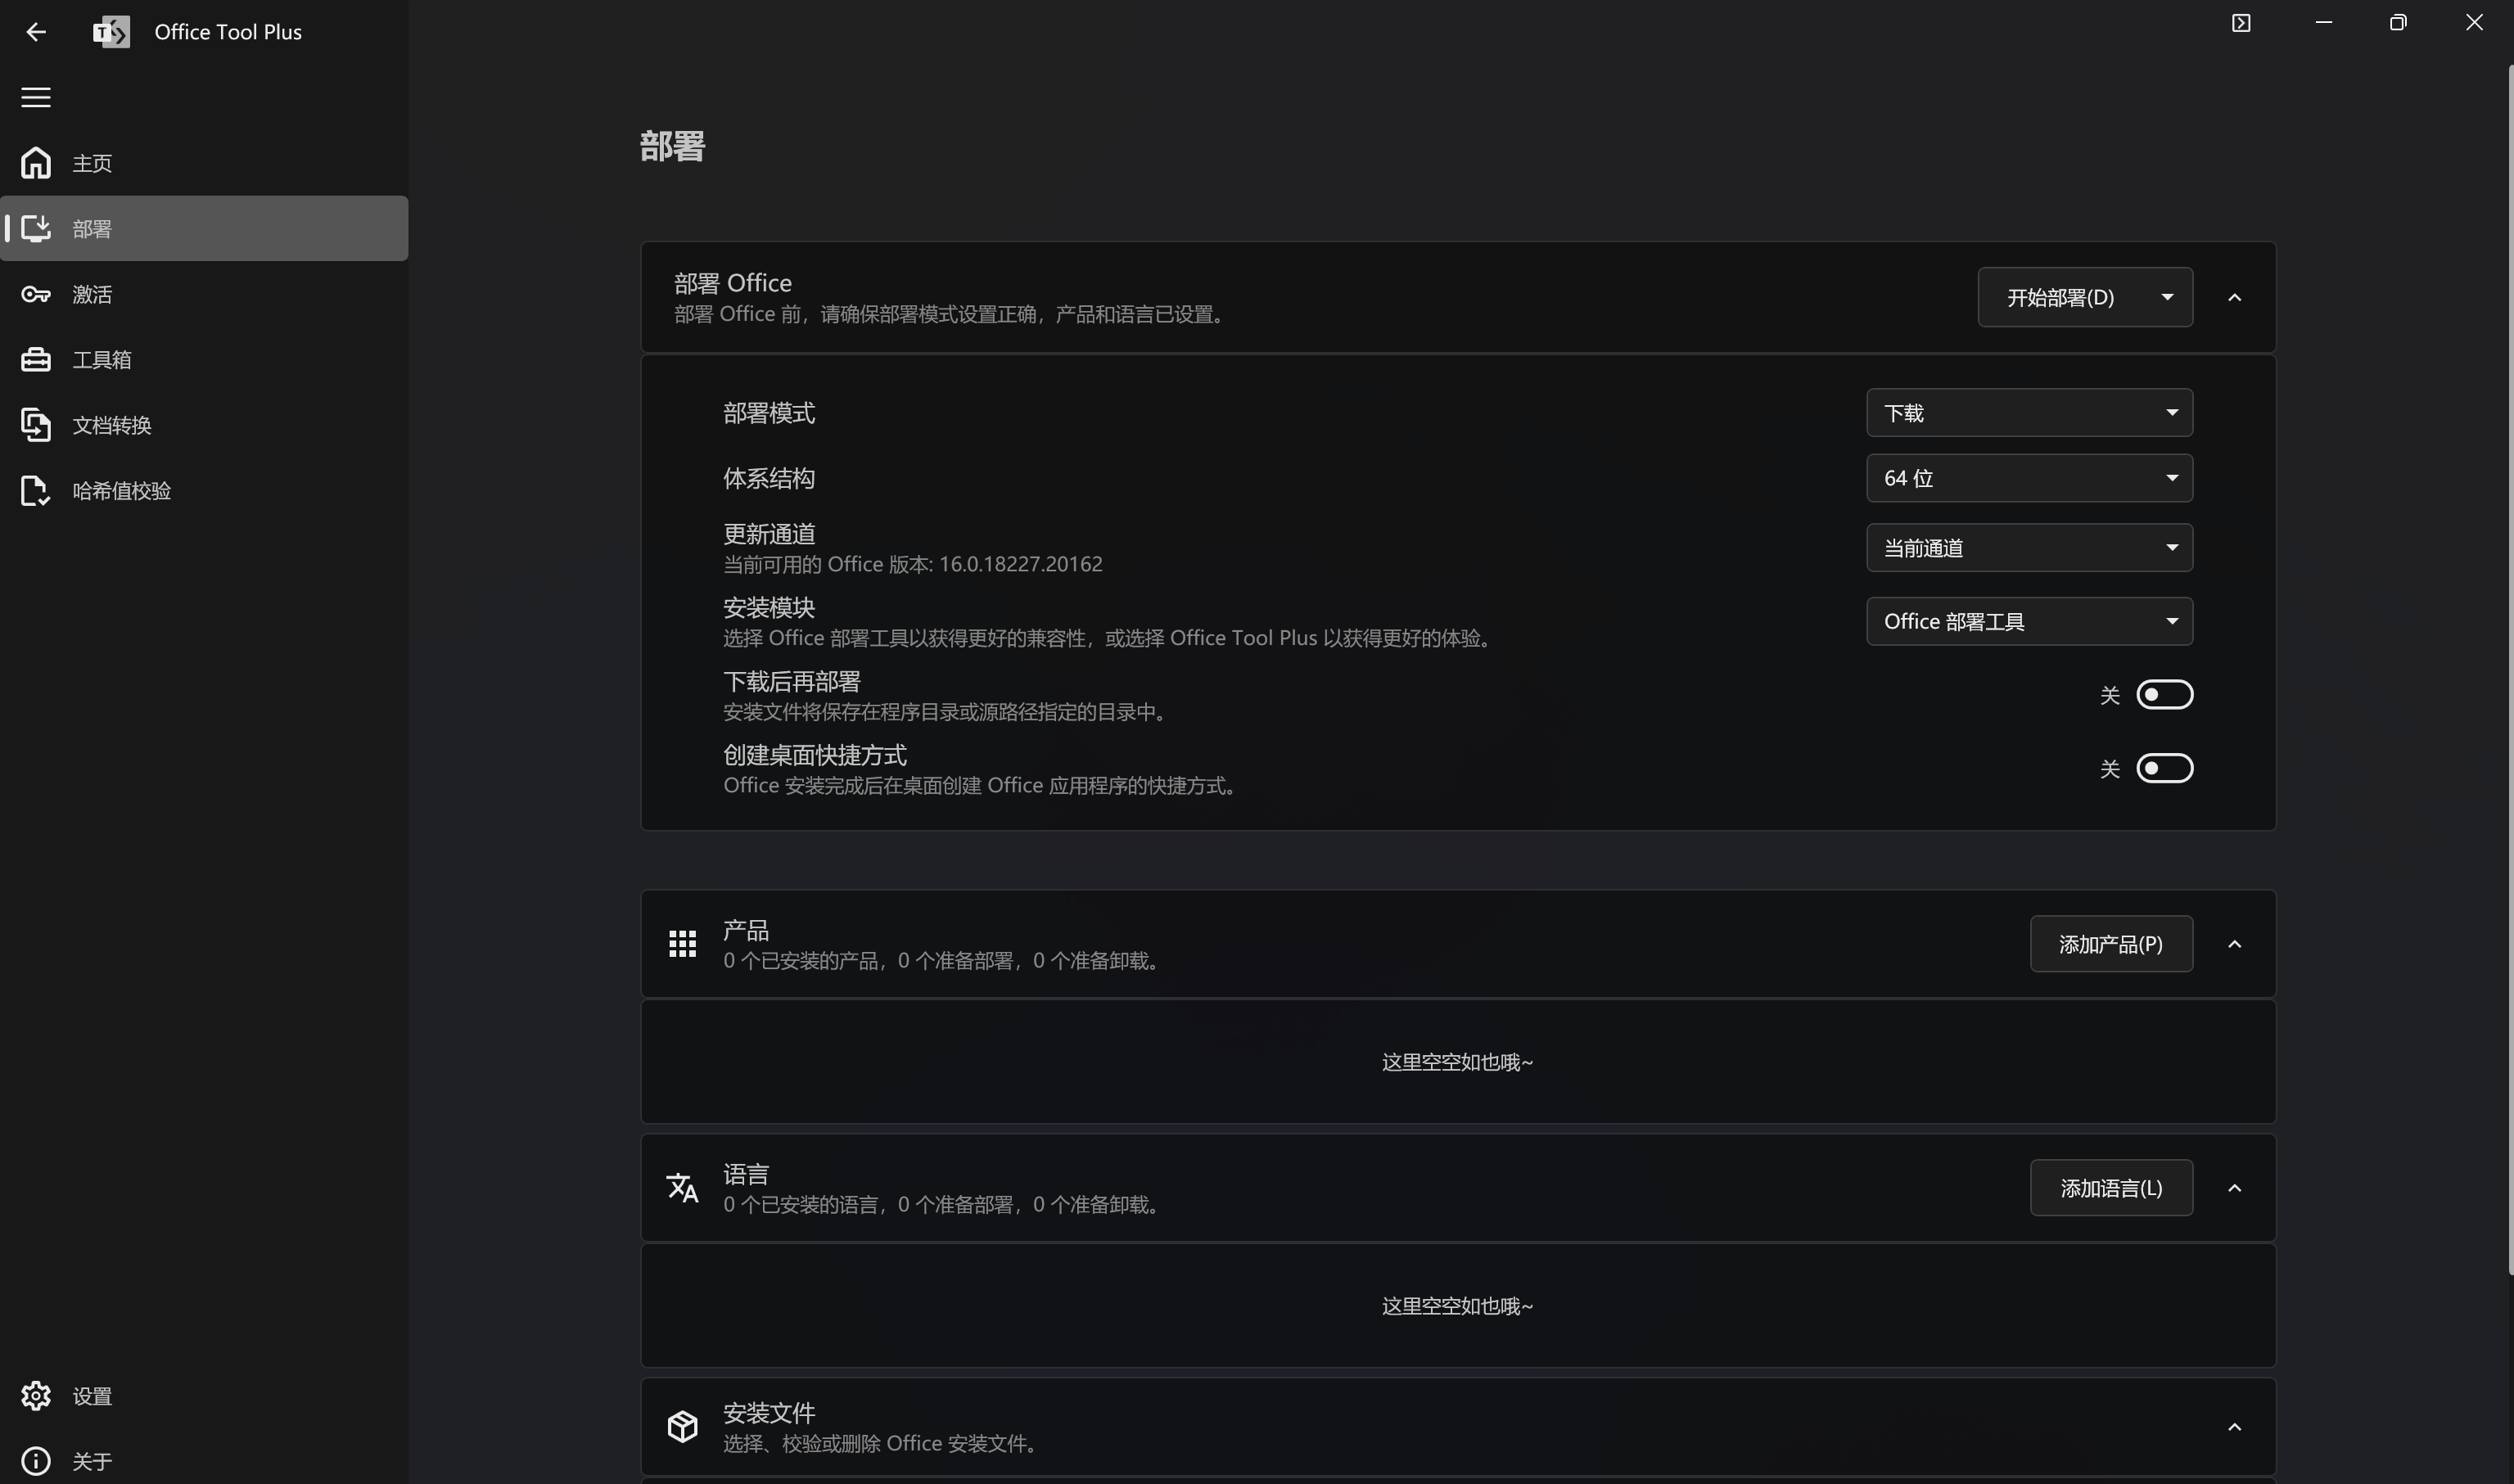 Office Tool Plus
主页
部署
激活
工具箱
文档转换
哈希值校验
设置
关于
部署
部署 Office
部署 Office 前，请确保部署模式设置正确，产品和语言已设置。
开始部署(D)
部署模式
下载
体系结构
64 位
更新通道
当前可用的 Office 版本: 16.0.18227.20162
当前通道
安装模块
选择 Office 部署工具以获得更好的兼容性，或选择 Office Tool Plus 以获得更好的体验。
Office 部署工具
下载后再部署
安装文件将保存在程序目录或源路径指定的目录中。
关
创建桌面快捷方式
Office 安装完成后在桌面创建 Office 应用程序的快捷方式。
关
产品
0 个已安装的产品，0 个准备部署，0 个准备卸载。
添加产品(P)
这里空空如也哦~
语言
0 个已安装的语言，0 个准备部署，0 个准备卸载。
添加语言(L)
这里空空如也哦~
安装文件
选择、校验或删除 Office 安装文件。